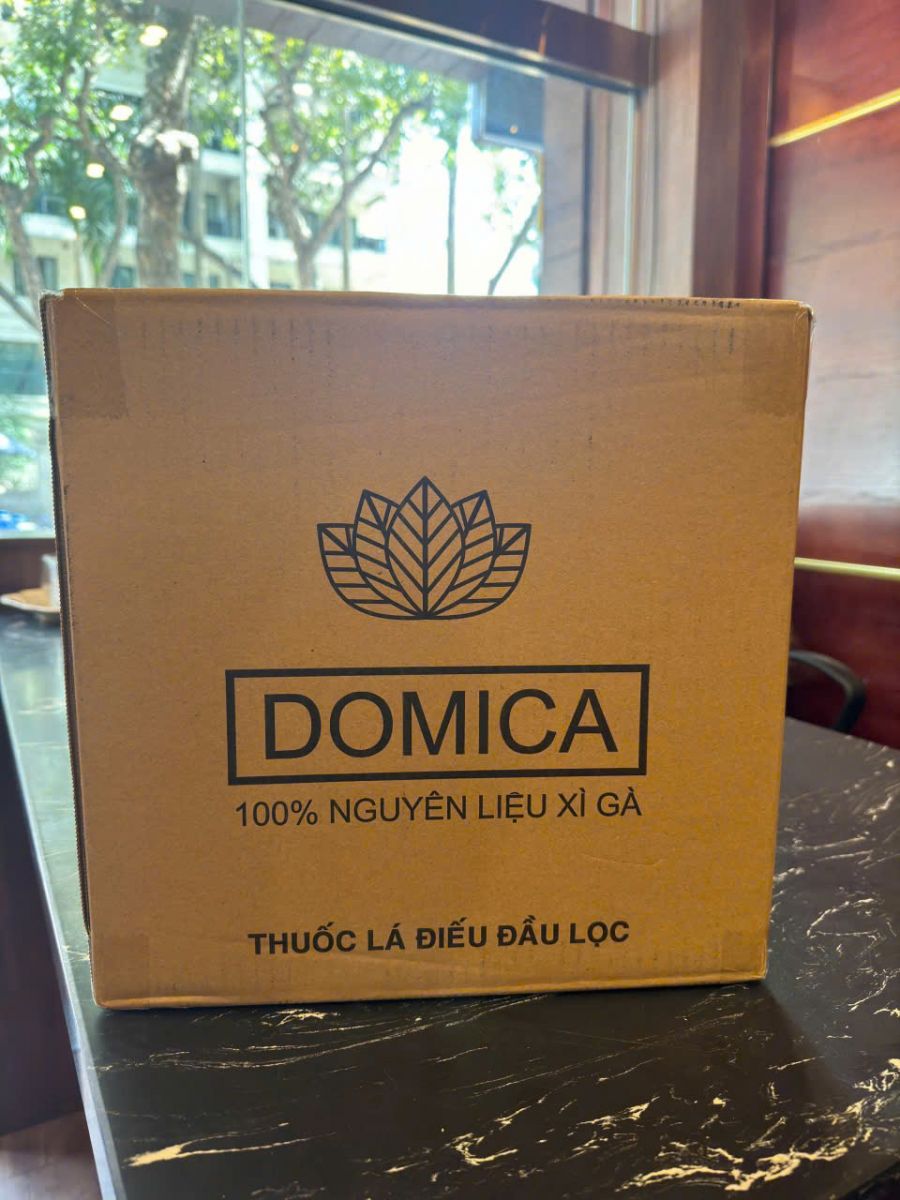 DOMICA
100% NGUYÊN LIỆU XÌ GÀ
THUỐC LÁ ĐIẾU ĐẦU LỌC